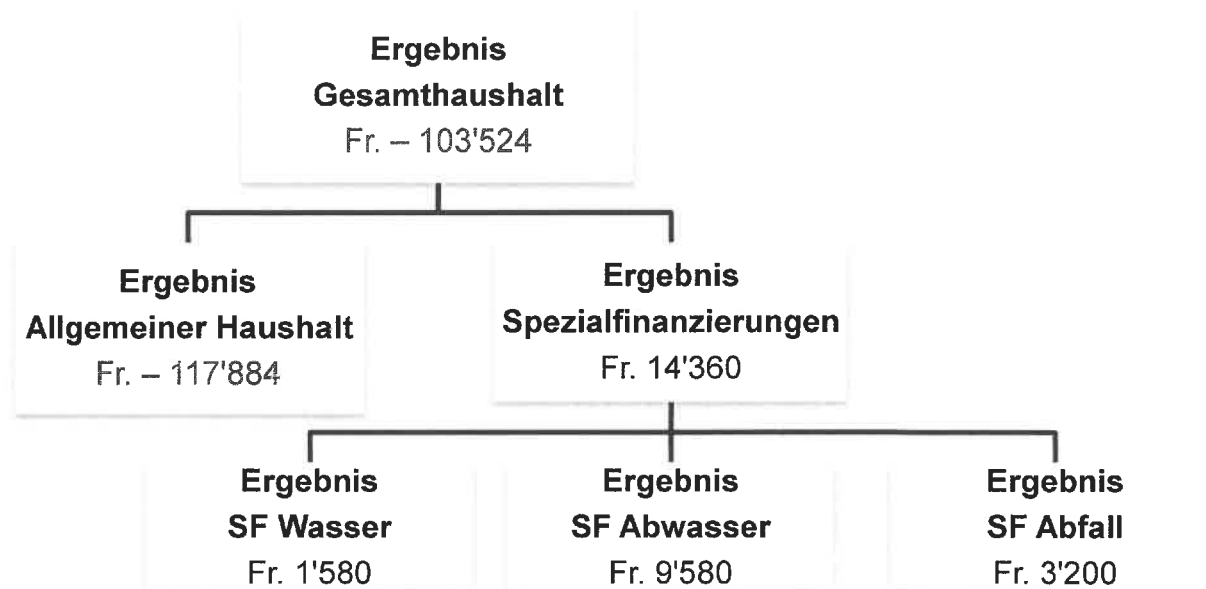 Ergebnis
Gesamthaushalt
Fr. – 103'524
Ergebnis
Allgemeiner Haushalt
Fr. – 117'884
Ergebnis
Spezialfinanzierungen
Fr. 14'360
Ergebnis
SF Wasser
Fr. 1'580
Ergebnis
SF Abwasser
Fr. 9'580
Ergebnis
SF Abfall
Fr. 3'200